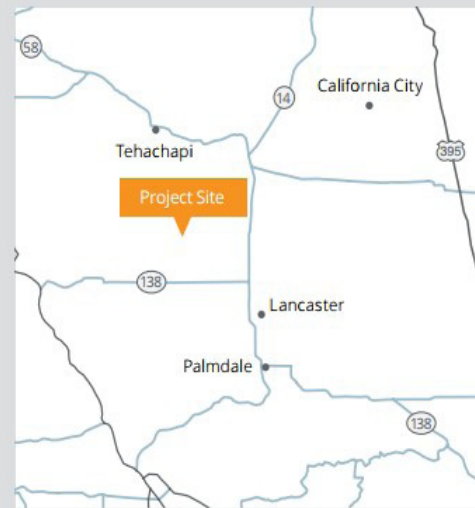 58
14
California City
395
Tehachapi
Project Site
138
Lancaster
Palmdale
138